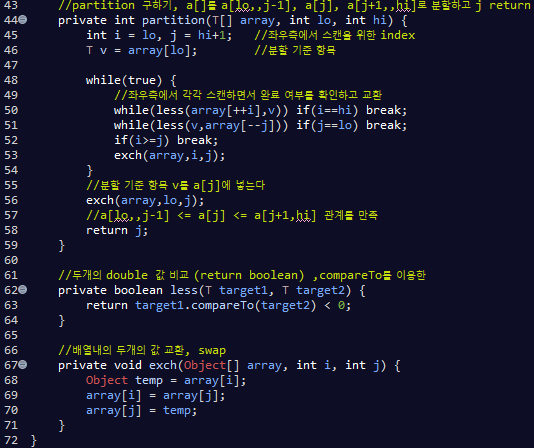 43 //partition 구하기, a[]를 a[lo,,j-1], a[j], a[j+1,,hi]로 분할하고 j return
44 private int partition(T[] array, int lo, int hi) {
45 int i = lo, j = hi+1; //좌우측에서 스캔을 위한 index
46 T v = array[lo]; //분할 기준 항목
47
48 while(true) {
49 //좌우측에서 각각 스캔하면서 완료 여부를 확인하고 교환
50 while(less(array[++i],v)) if(i==hi) break;
51 while(less(v,array[--j])) if(j==lo) break;
52 if(i>=j) break;
53 exch(array,i,j);
54 }
55 //분할 기준 항목 v를 a[j]에 넣는다
56 exch(array,lo,j);
57 //a[lo,,j-1] <= a[j] <= a[j+1,hi] 관계를 만족
58 return j;
59 }
60
61 //두개의 double 값 비교 (return boolean) ,compareTo를 이용한
62 private boolean less(T target1, T target2) {
63 return target1.compareTo(target2) < 0;
64 }
65
66 //배열내의 두개의 값 교환, swap
67 private void exch(Object[] array, int i, int j) {
68 Object temp = array[i];
69 array[i] = array[j];
70 array[j] = temp;
71 }
72 }